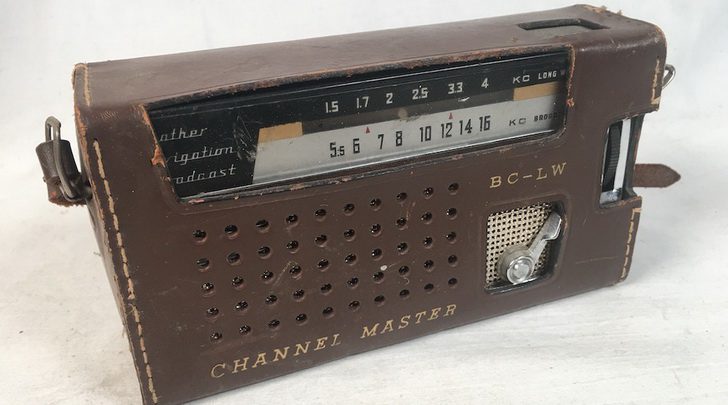 1.5 1.7 2 2.5 3.3 4 KC LONG
5.5 6 7 8 10 12 14 16 KC
BC-LW
CHANNEL MASTER